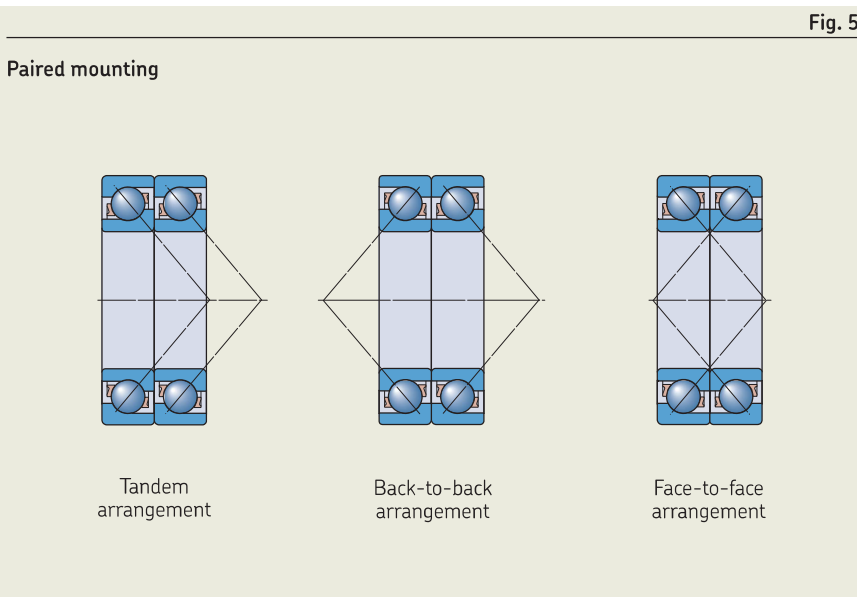 Fig. 5
Paired mounting
Tandem
arrangement
Back-to-back
arrangement
Face-to-face
arrangement